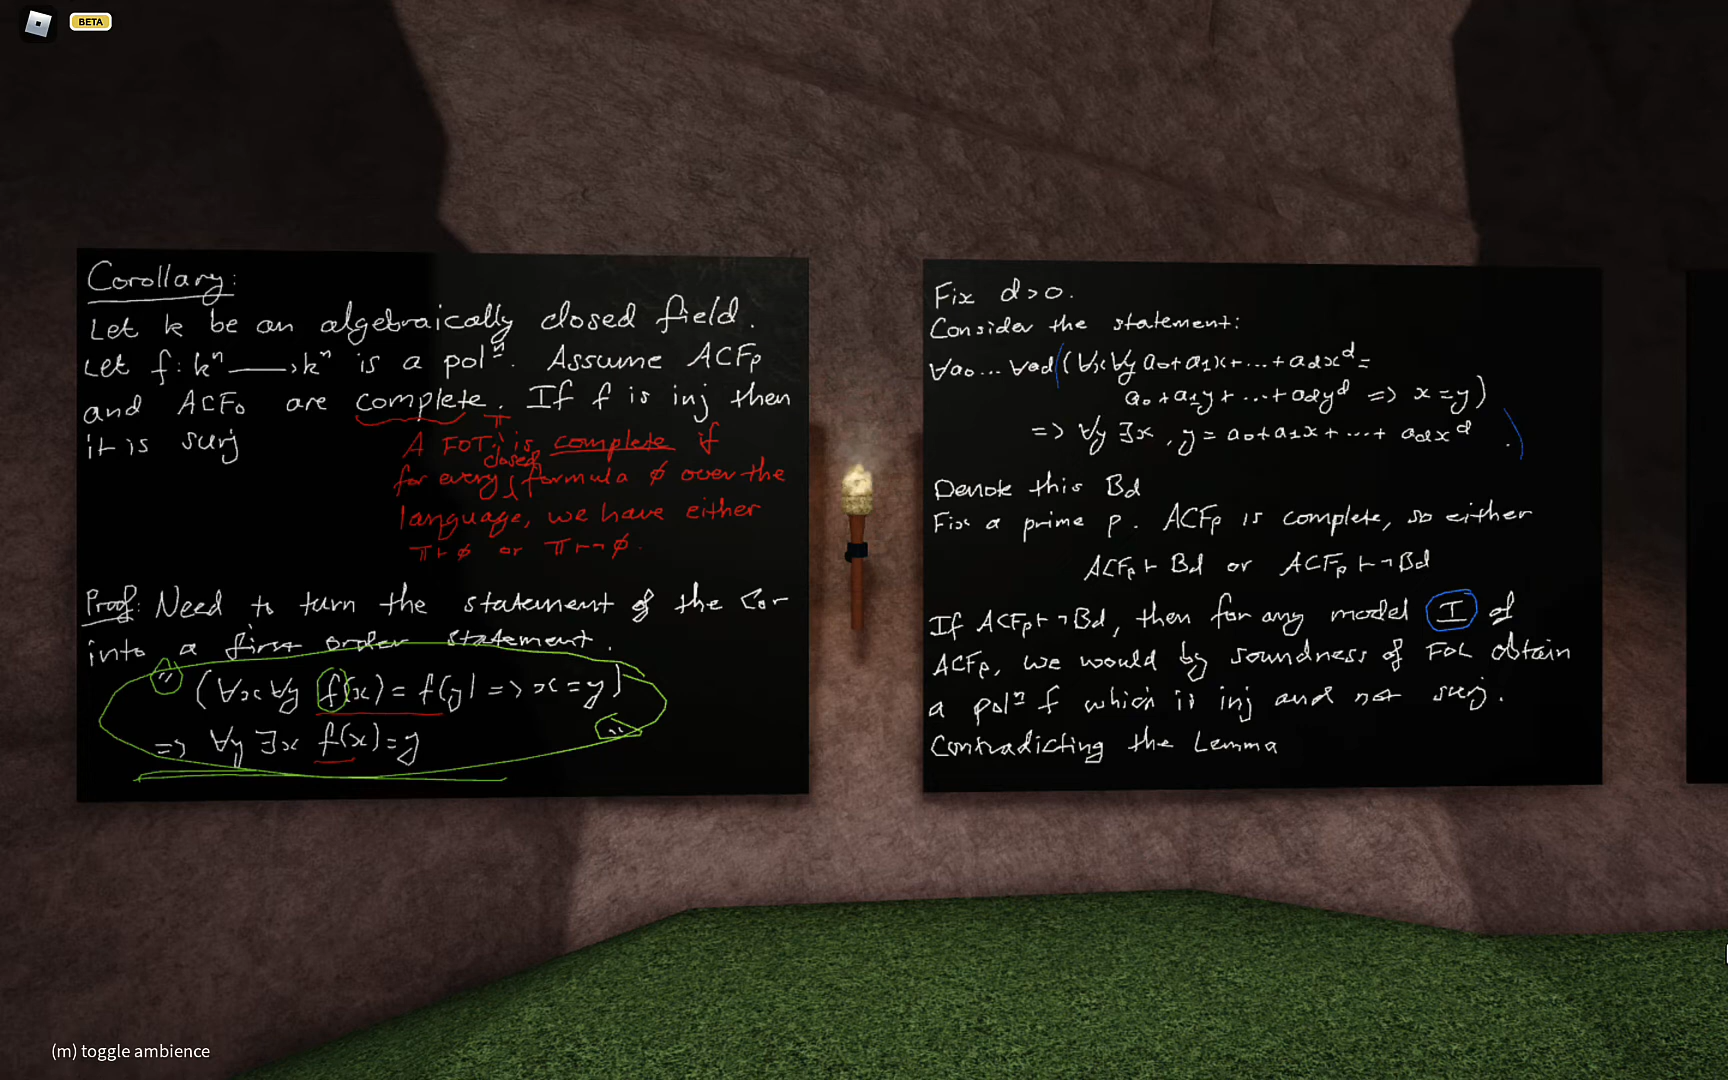 BETA
Corollary:
Let k be an algebraically closed field.
Let f: kⁿ → kⁿ is a polⁿ. Assume ACFp
and ACF₀ are complete. If f is inj then
it is surj
A FOT 𝕋 is complete if
for every closed formula φ over the
language, we have either
𝕋 ⊢ φ or 𝕋 ⊢ ¬φ.
Proof: Need to turn the statement of the Cor
into a first order statement.
" (∀x∀y f(x) = f(y) => x = y)
=> ∀y ∃x f(x) = y "
Fix d > 0.
Consider the statement:
∀a₀ ... ∀ad ( (∀x∀y a₀+a₁x+...+adx^d =
a₀+a₁y+...+ady^d => x = y)
=> ∀y ∃x , y = a₀+a₁x+...+adx^d ).
Denote this Bd
Fix a prime p. ACFp is complete, so either
ACFp ⊢ Bd or ACFp ⊢ ¬Bd
If ACFp ⊢ ¬Bd, then for any model I of
ACFp, we would by soundness of FOL obtain
a polⁿ f which is inj and not surj.
Contradicting the Lemma
(m) toggle ambience